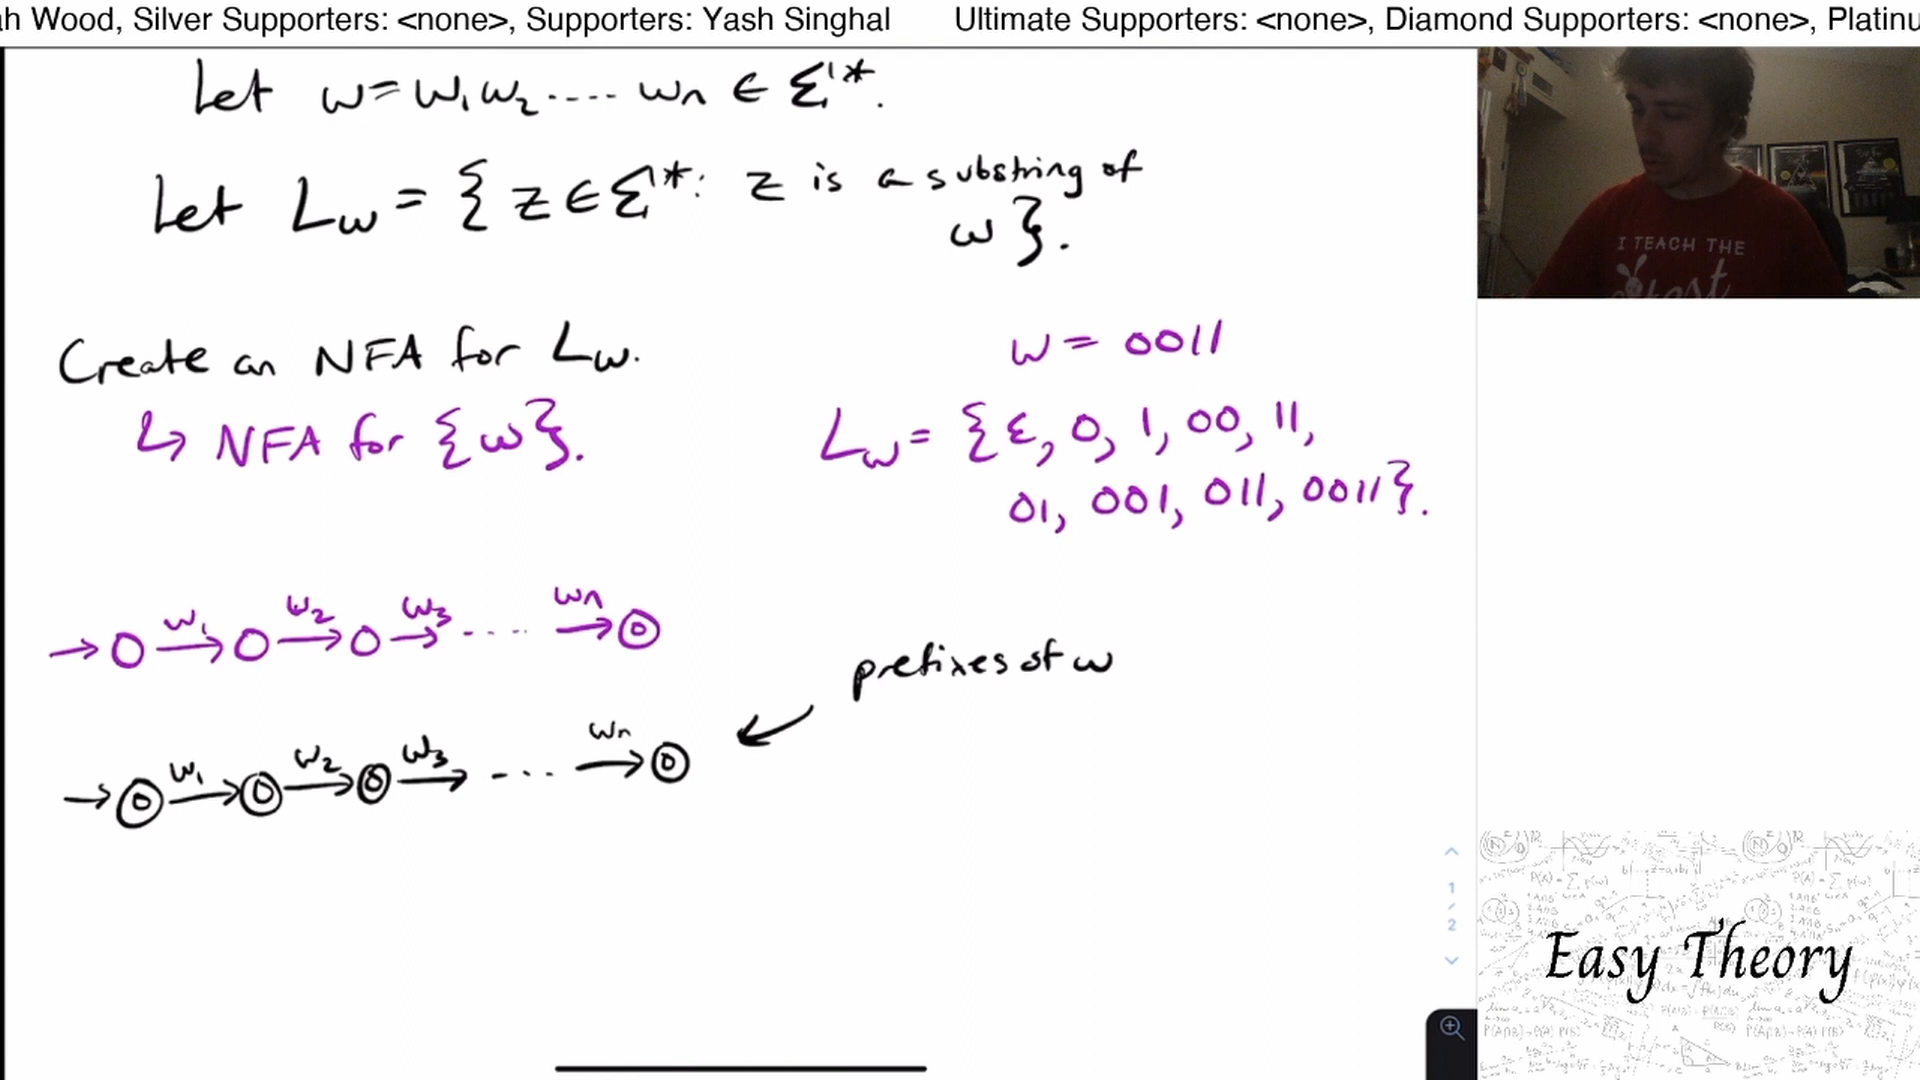 h Wood, Silver Supporters: <none>, Supporters: Yash Singhal Ultimate Supporters: <none>, Diamond Supporters: <none>, Platinu
Let w = w₁w₂ .... wₙ ∈ Σ*.
Let L_w = { z ∈ Σ*: z is a substring of
w }.
I TEACH THE
Create an NFA for L_w.
↳ NFA for {w}.
w = 0011
L_w = {ε, 0, 1, 00, 11,
01, 001, 011, 0011}.
→ O w₁ → O w₂ → O w₃ → .... wₙ → ◎
prefixes of w
→ ◎ w₁ → ◎ w₂ → ◎ w₃ → .... wₙ → ◎
1
2
Easy Theory